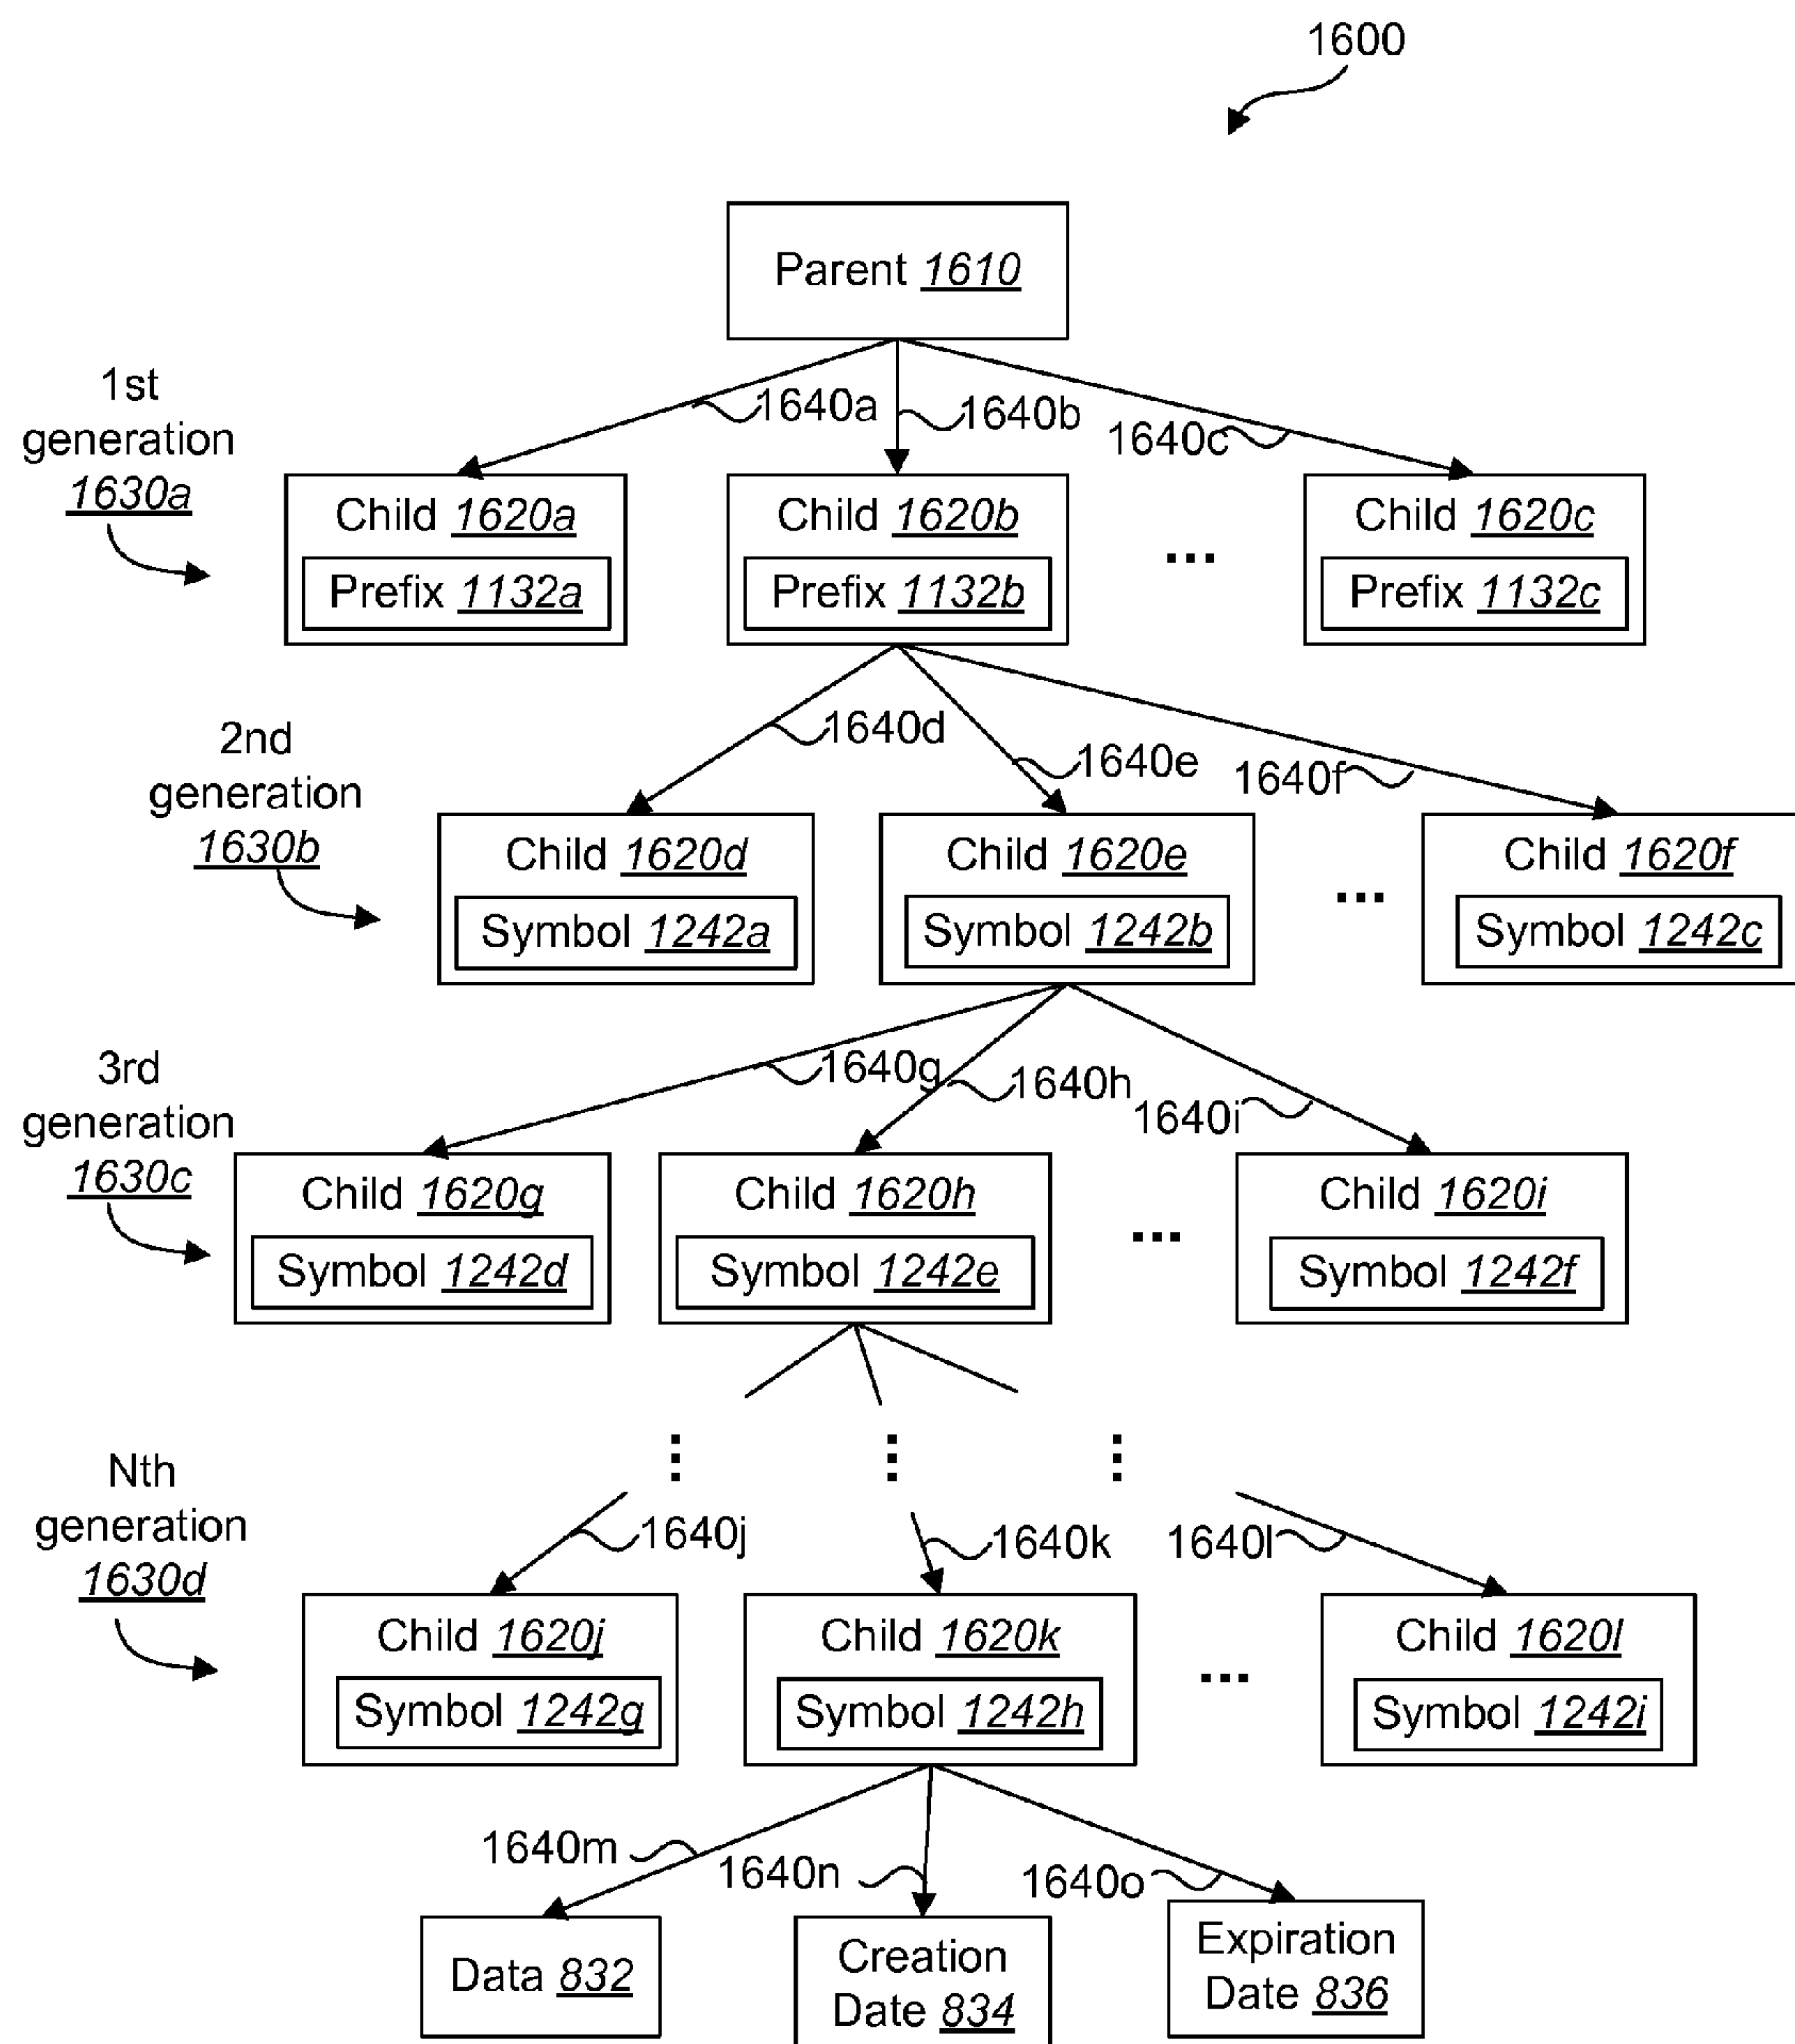 1600
Parent 1610
1st
generation
1630a
1640a
1640b
1640c
Child 1620a
Prefix 1132a
Child 1620b
Prefix 1132b
...
Child 1620c
Prefix 1132c
2nd
generation
1630b
1640d
1640e
1640f
Child 1620d
Symbol 1242a
Child 1620e
Symbol 1242b
...
Child 1620f
Symbol 1242c
3rd
generation
1630c
1640g
1640h
1640i
Child 1620g
Symbol 1242d
Child 1620h
Symbol 1242e
...
Child 1620i
Symbol 1242f
Nth
generation
1630d
1640j
1640k
1640l
Child 1620j
Symbol 1242g
Child 1620k
Symbol 1242h
...
Child 1620l
Symbol 1242i
1640m
1640n
1640o
Data 832
Creation
Date 834
Expiration
Date 836